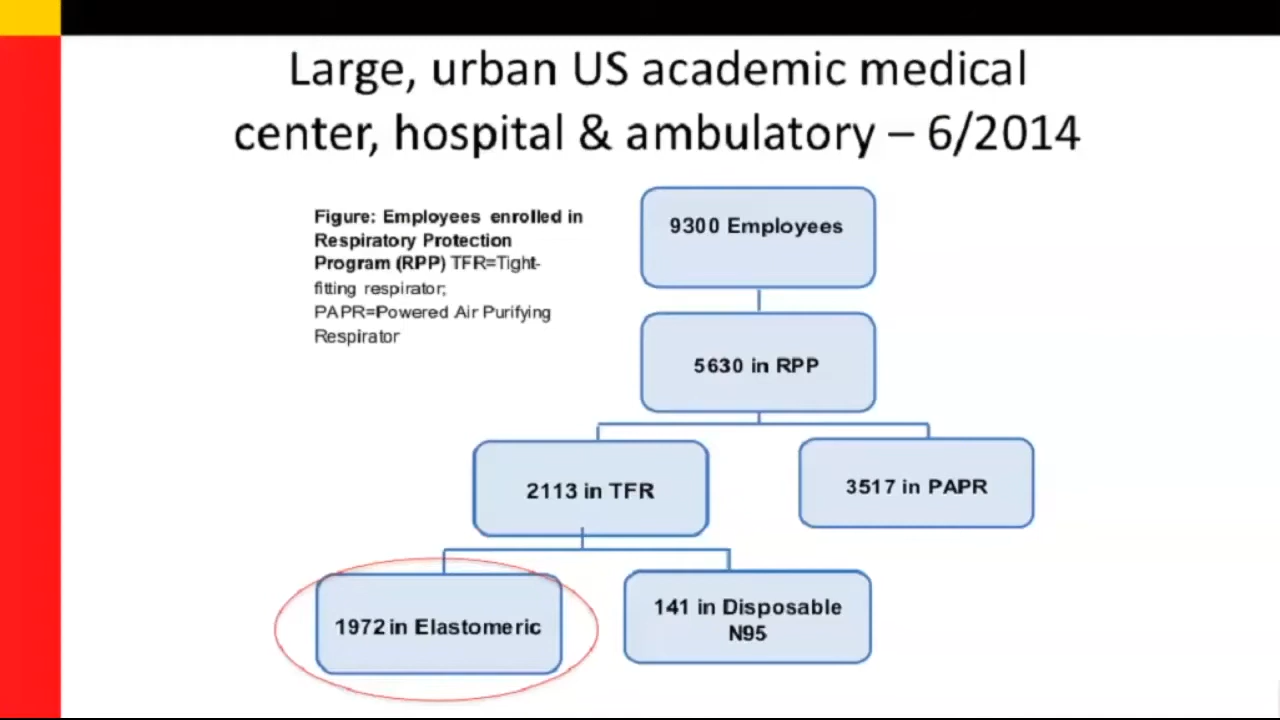 Large, urban US academic medical
center, hospital & ambulatory – 6/2014
Figure: Employees enrolled in
Respiratory Protection
Program (RPP) TFR=Tight-
fitting respirator;
PAPR=Powered Air Purifying
Respirator
9300 Employees
5630 in RPP
2113 in TFR
3517 in PAPR
1972 in Elastomeric
141 in Disposable
N95